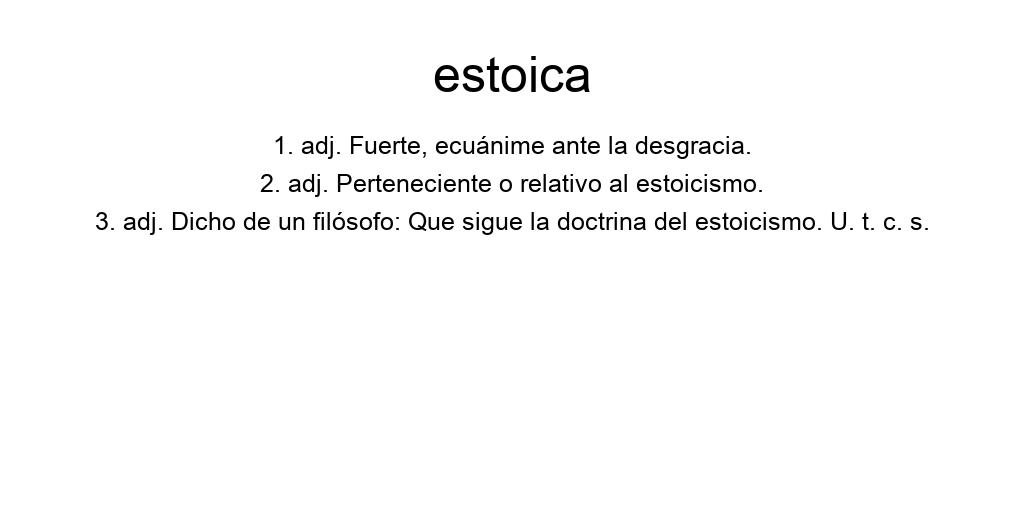 estoica
1. adj. Fuerte, ecuánime ante la desgracia.
2. adj. Perteneciente o relativo al estoicismo.
3. adj. Dicho de un filósofo: Que sigue la doctrina del estoicismo. U. t. c. s.